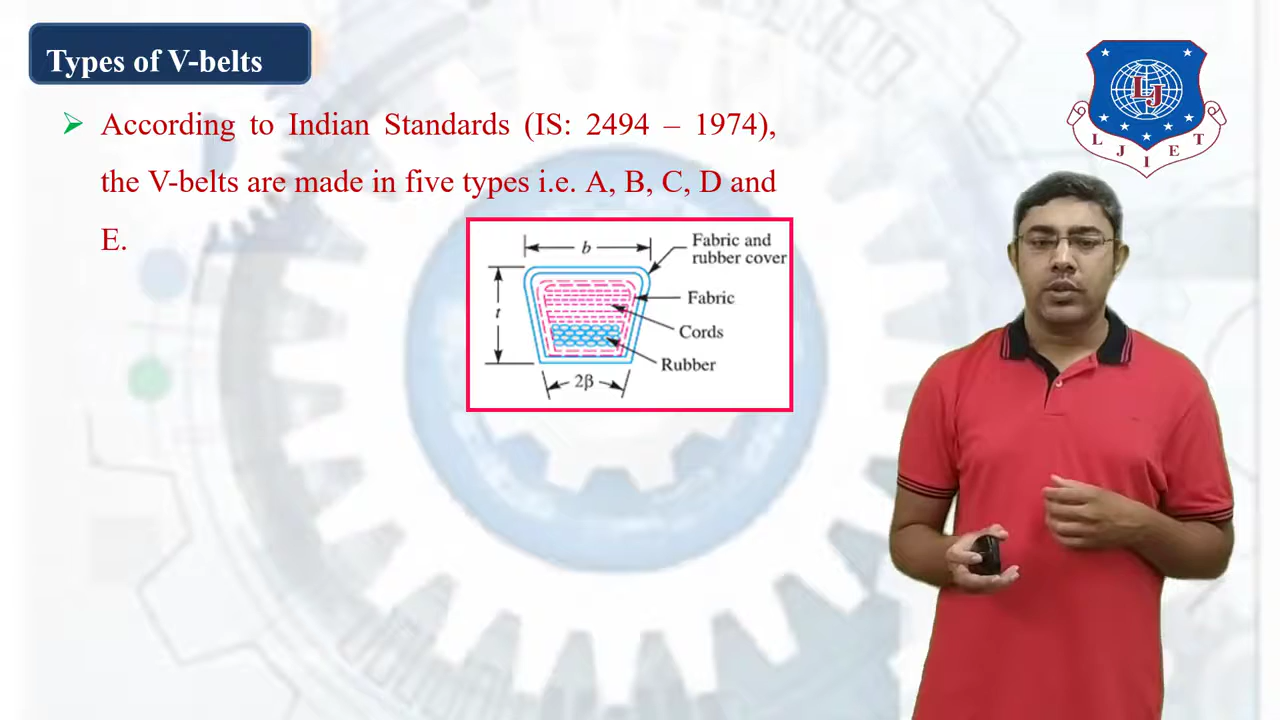 Types of V-belts
According to Indian Standards (IS: 2494 – 1974),
the V-belts are made in five types i.e. A, B, C, D and
E.
b
Fabric and
rubber cover
Fabric
t
Cords
Rubber
2β
LJ
L J I E T